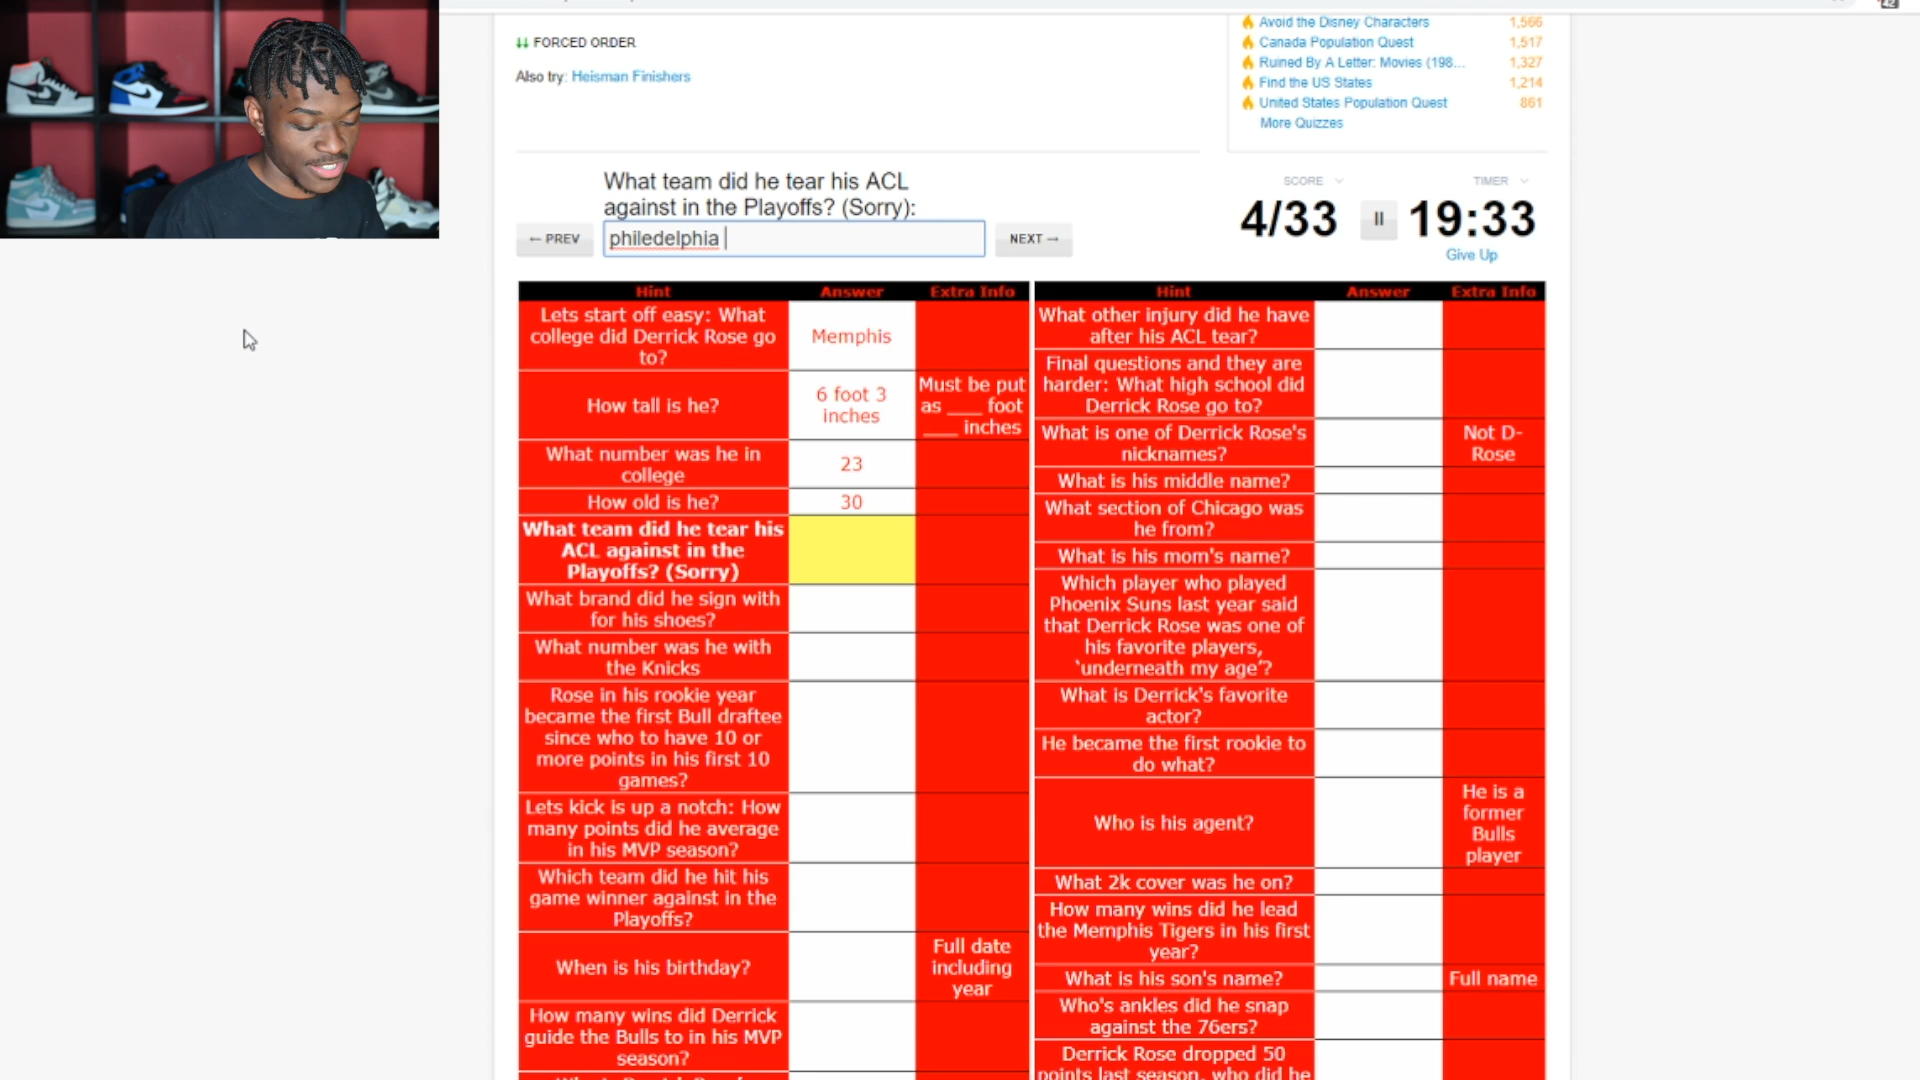 ↓↓ FORCED ORDER
Also try: Heisman Finishers
Avoid the Disney Characters 1,566
Canada Population Quest 1,517
Ruined By A Letter: Movies (198... 1,327
Find the US States 1,214
United States Population Quest 861
More Quizzes
42
What team did he tear his ACL
against in the Playoffs? (Sorry):
← PREV
philedelphia
NEXT →
SCORE
4/33
TIMER
19:33
Give Up
Hint Answer Extra Info
Lets start off easy: What
college did Derrick Rose go
to?
Memphis
How tall is he?
6 foot 3
inches
Must be put
as ___ foot
___ inches
What number was he in
college
23
How old is he?
30
What team did he tear his
ACL against in the
Playoffs? (Sorry)
What brand did he sign with
for his shoes?
What number was he with
the Knicks
Rose in his rookie year
became the first Bull draftee
since who to have 10 or
more points in his first 10
games?
Lets kick is up a notch: How
many points did he average
in his MVP season?
Which team did he hit his
game winner against in the
Playoffs?
When is his birthday?
Full date
including
year
How many wins did Derrick
guide the Bulls to in his MVP
season?
Hint Answer Extra Info
What other injury did he have
after his ACL tear?
Final questions and they are
harder: What high school did
Derrick Rose go to?
What is one of Derrick Rose's
nicknames?
Not D-
Rose
What is his middle name?
What section of Chicago was
he from?
What is his mom's name?
Which player who played
Phoenix Suns last year said
that Derrick Rose was one of
his favorite players,
'underneath my age'?
What is Derrick's favorite
actor?
He became the first rookie to
do what?
Who is his agent?
He is a
former
Bulls
player
What 2k cover was he on?
How many wins did he lead
the Memphis Tigers in his first
year?
What is his son's name?
Full name
Who's ankles did he snap
against the 76ers?
Derrick Rose dropped 50
points last season, who did he